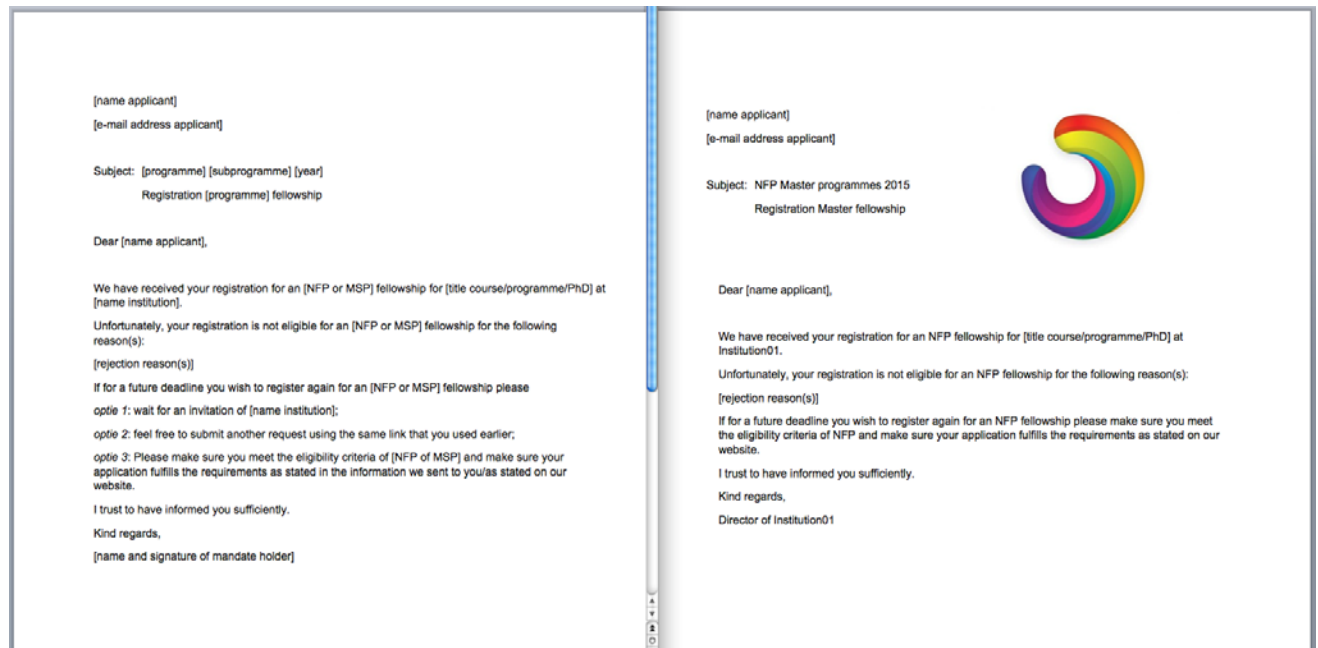 [name applicant]
[e-mail address applicant]
Subject: [programme] [subprogramme] [year]
Registration [programme] fellowship
Dear [name applicant],
We have received your registration for an [NFP or MSP] fellowship for [title course/programme/PhD] at
[name institution].
Unfortunately, your registration is not eligible for an [NFP or MSP] fellowship for the following
reason(s):
[rejection reason(s)]
If for a future deadline you wish to register again for an [NFP or MSP] fellowship please
optie 1: wait for an invitation of [name institution];
optie 2: feel free to submit another request using the same link that you used earlier;
optie 3: Please make sure you meet the eligibility criteria of [NFP of MSP] and make sure your
application fulfills the requirements as stated in the information we sent to you/as stated on our
website.
I trust to have informed you sufficiently.
Kind regards,
[name and signature of mandate holder]
[name applicant]
[e-mail address applicant]
Subject: NFP Master programmes 2015
Registration Master fellowship
Dear [name applicant],
We have received your registration for an NFP fellowship for [title course/programme/PhD] at
Institution01.
Unfortunately, your registration is not eligible for an NFP fellowship for the following reason(s):
[rejection reason(s)]
If for a future deadline you wish to register again for an NFP fellowship please make sure you meet
the eligibility criteria of NFP and make sure your application fulfills the requirements as stated on our
website.
I trust to have informed you sufficiently.
Kind regards,
Director of Institution01